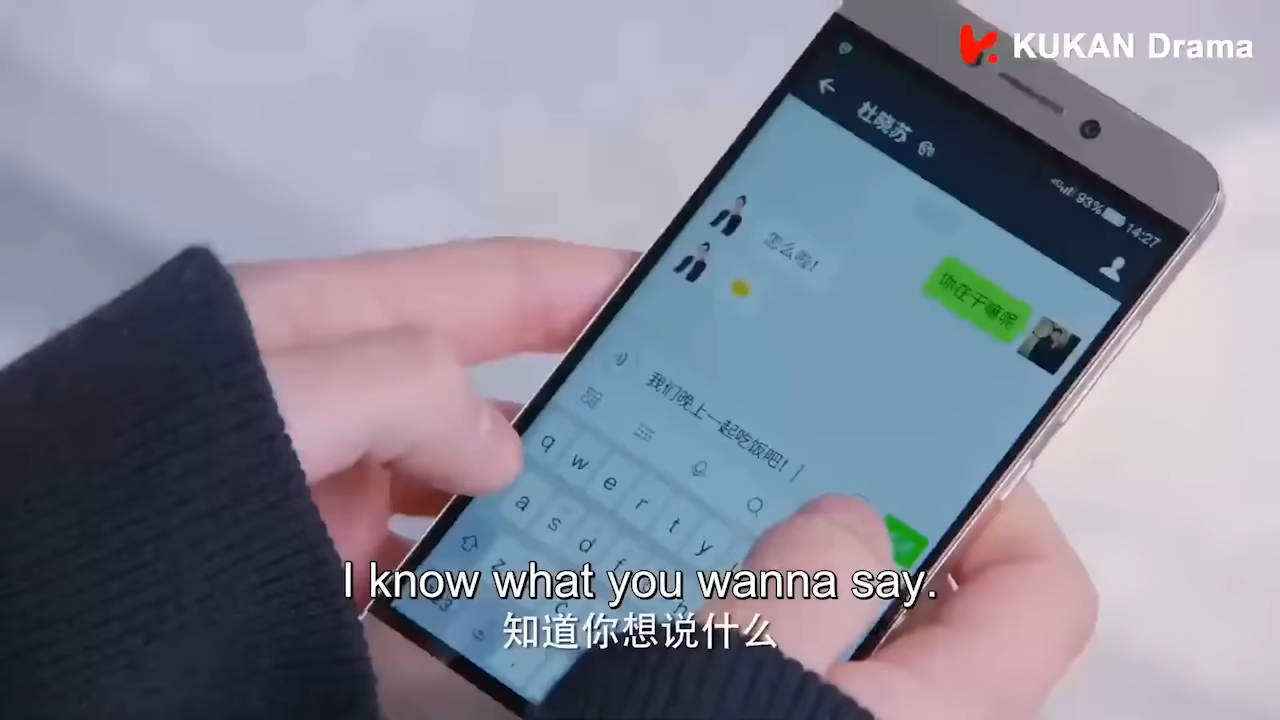 KUKAN Drama
杜晓苏
4G 93% 14:27
你在干嘛呢
怎么啦!
我们晚上一起吃饭吧!
q w e r t y
a s d f
z c n
I know what you wanna say.
知道你想说什么